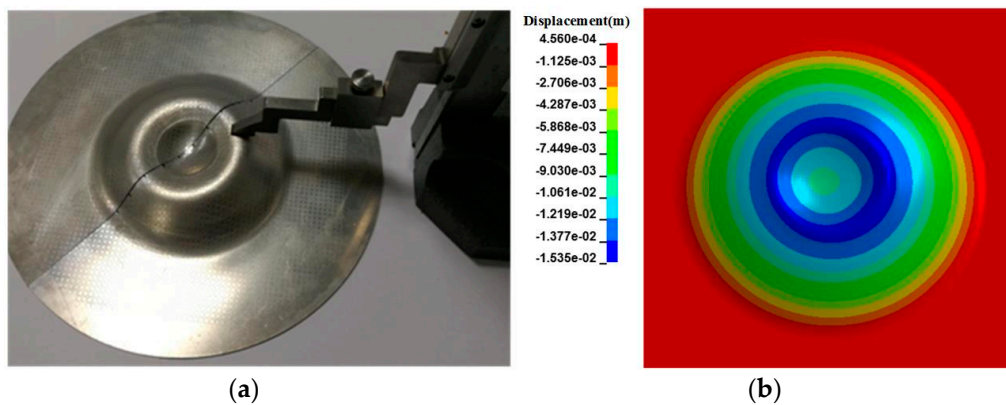 Displacement(m)
4.560e-04
-1.125e-03
-2.706e-03
-4.287e-03
-5.868e-03
-7.449e-03
-9.030e-03
-1.061e-02
-1.219e-02
-1.377e-02
-1.535e-02
(a)
(b)